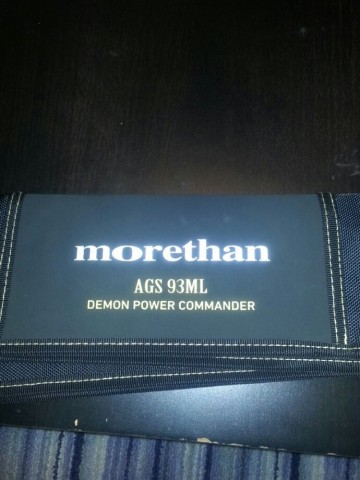 morethan
AGS 93ML
DEMON POWER COMMANDER